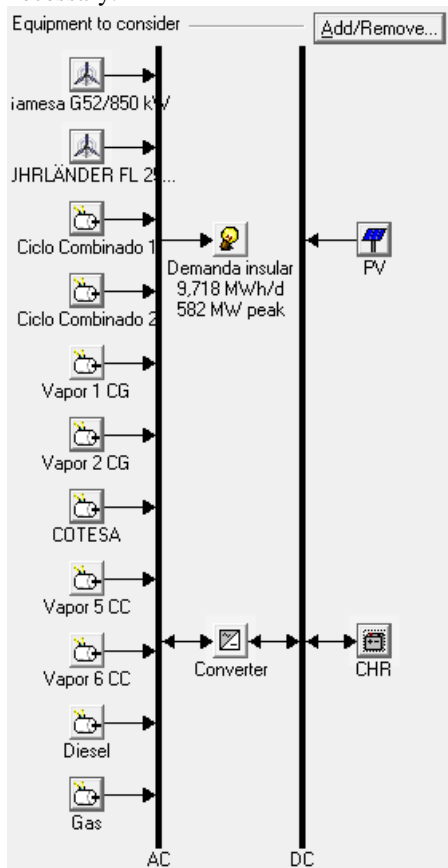 Equipment to consider
Add/Remove...
iamesa G52/850 kW
JHRLÄNDER FL 25...
Ciclo Combinado 1
Demanda insular
9,718 MWh/d
582 MW peak
PV
Ciclo Combinado 2
Vapor 1 CG
Vapor 2 CG
COTESA
Vapor 5 CC
Converter
CHR
Vapor 6 CC
Diesel
Gas
AC
DC